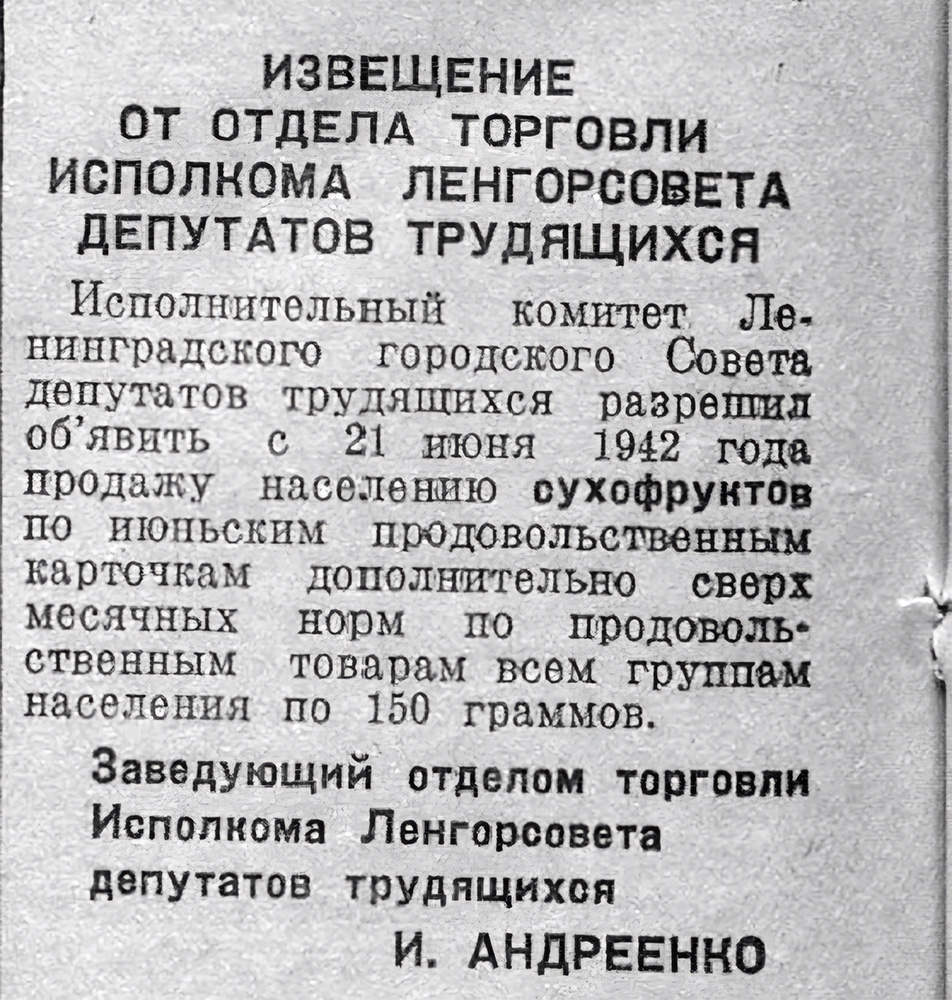 ИЗВЕЩЕНИЕ
ОТ ОТДЕЛА ТОРГОВЛИ
ИСПОЛКОМА ЛЕНГОРСОВЕТА
ДЕПУТАТОВ ТРУДЯЩИХСЯ
Исполнительный комитет Ле-
нинградского городского Совета
депутатов трудящихся разрешил
об'явить с 21 июня 1942 года
продажу населению сухофруктов
по июньским продовольственным
карточкам дополнительно сверх
месячных норм по продоволь-
ственным товарам всем группам
населения по 150 граммов.
Заведующий отделом торговли
Исполкома Ленгорсовета
депутатов трудящихся
И. АНДРЕЕНКО